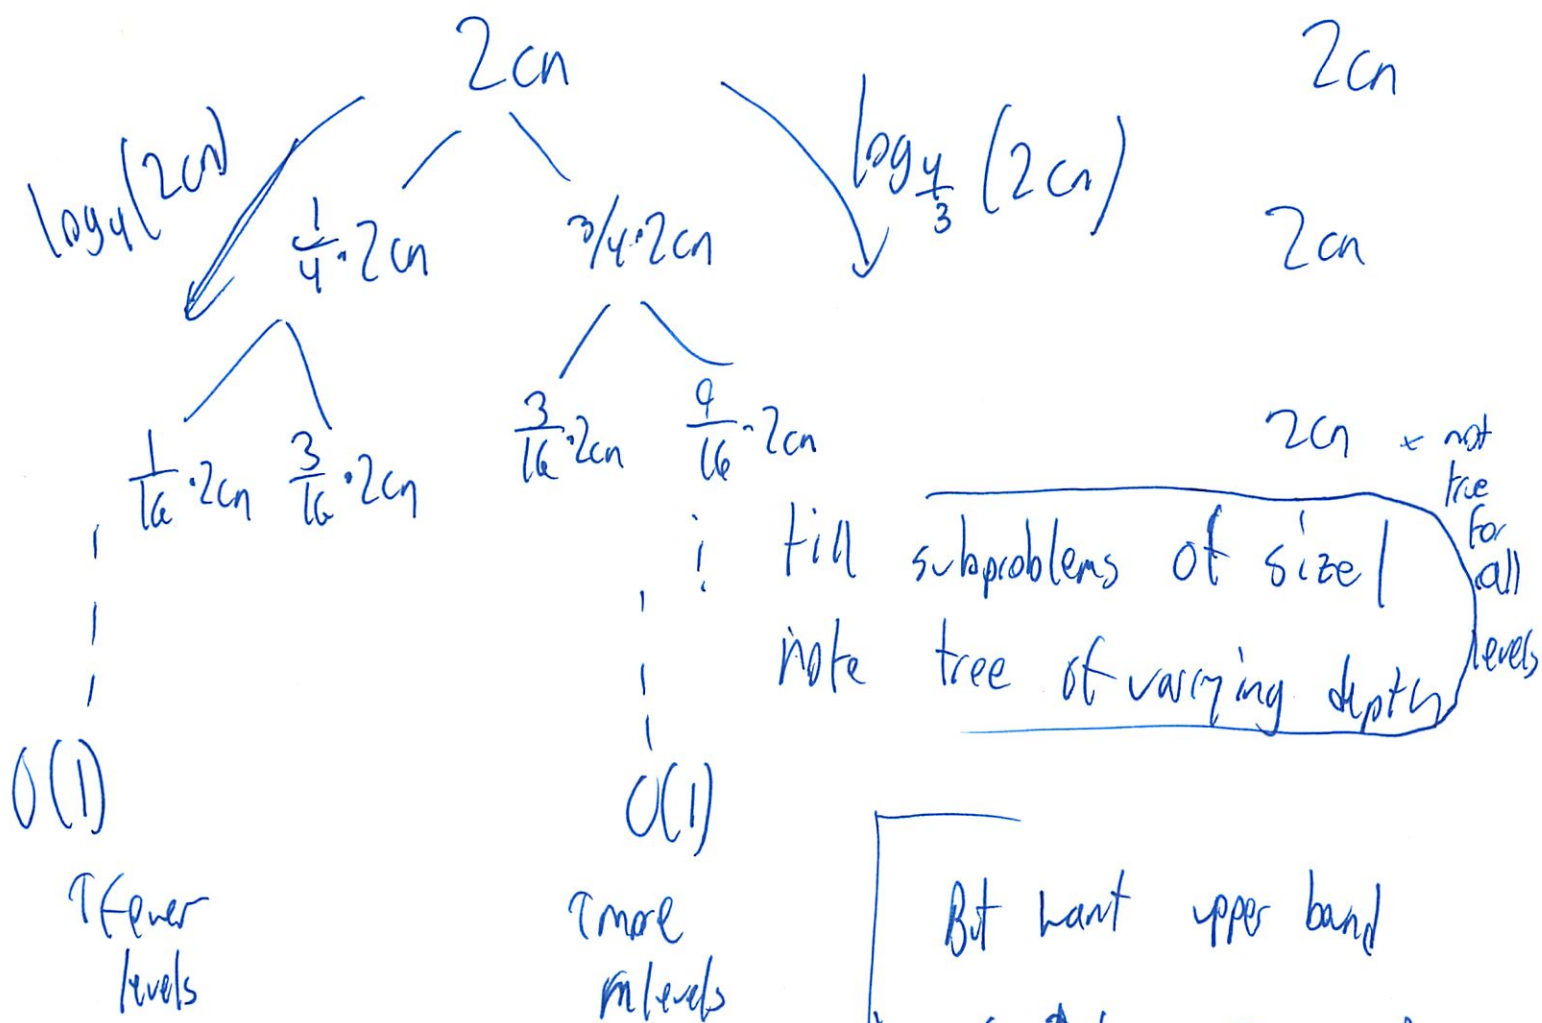 2cn 2cn
log₄(2cn) log_{4/3}(2cn)
1/4·2cn 3/4·2cn 2cn
1/16·2cn 3/16·2cn 3/16·2cn 9/16·2cn 2cn * not
true
for
all
levels
till subproblems of size 1
note tree of varying depth
O(1) O(1)
↑ fewer
levels
↑ more
levels
But want upper bound